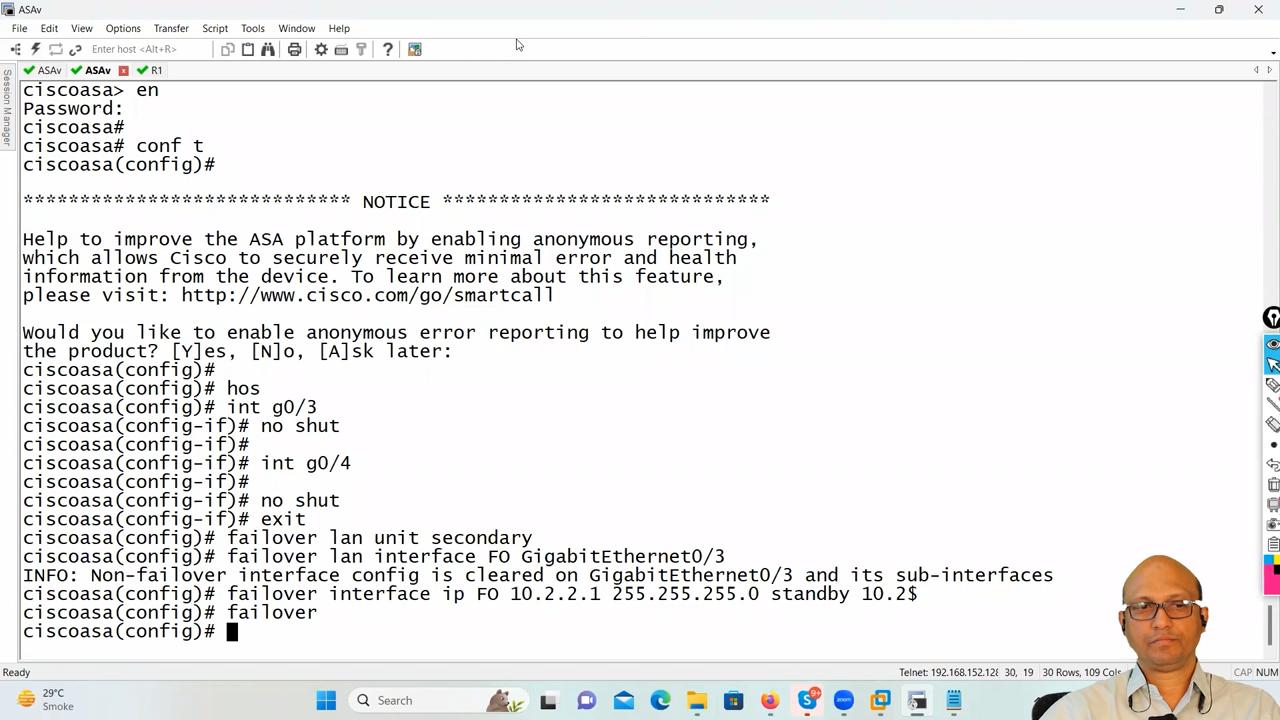 ASAv
File Edit View Options Transfer Script Tools Window Help
Enter host <Alt+R>
ASAv ASAv R1
Session Manager
ciscoasa> en
Password:
ciscoasa#
ciscoasa# conf t
ciscoasa(config)#
***************************** NOTICE *****************************
Help to improve the ASA platform by enabling anonymous reporting,
which allows Cisco to securely receive minimal error and health
information from the device. To learn more about this feature,
please visit: http://www.cisco.com/go/smartcall
Would you like to enable anonymous error reporting to help improve
the product? [Y]es, [N]o, [A]sk later:
ciscoasa(config)#
ciscoasa(config)# hos
ciscoasa(config)# int g0/3
ciscoasa(config-if)# no shut
ciscoasa(config-if)#
ciscoasa(config-if)# int g0/4
ciscoasa(config-if)#
ciscoasa(config-if)# no shut
ciscoasa(config-if)# exit
ciscoasa(config)# failover lan unit secondary
ciscoasa(config)# failover lan interface FO GigabitEthernet0/3
INFO: Non-failover interface config is cleared on GigabitEthernet0/3 and its sub-interfaces
ciscoasa(config)# failover interface ip FO 10.2.2.1 255.255.255.0 standby 10.2$
ciscoasa(config)# failover
ciscoasa(config)#
Ready Telnet: 192.168.152.128 30, 19 30 Rows, 109 Cols CAP NUM
29°C
Smoke
Search
9+